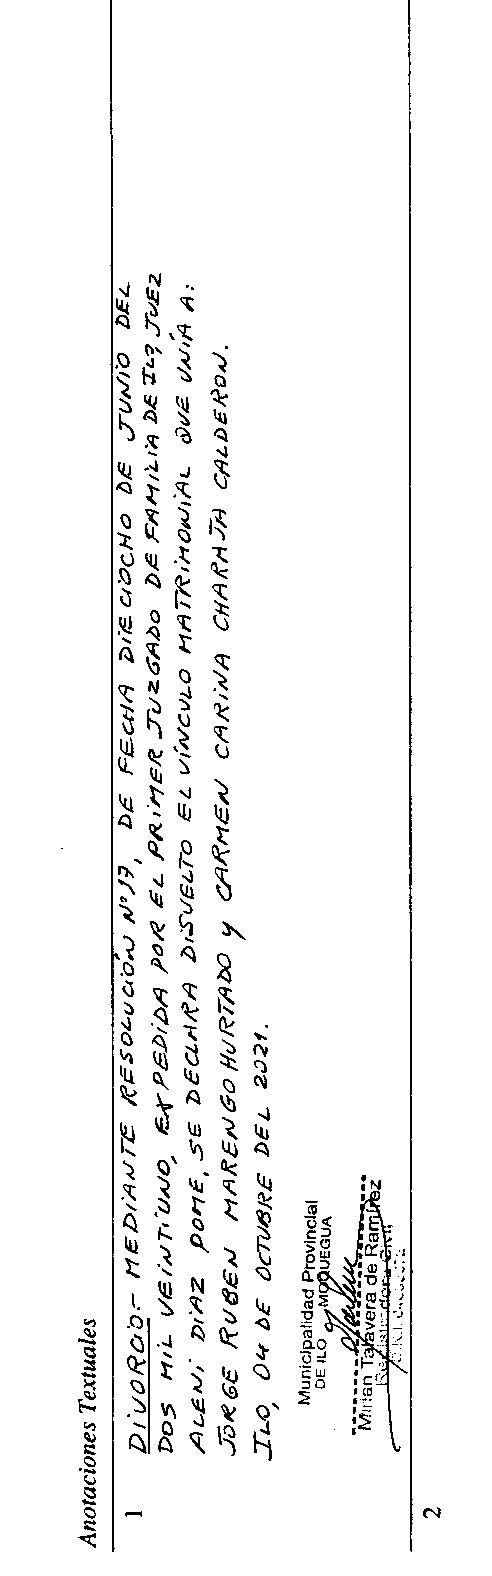 Anotaciones Textuales
1
DIVORCIO.- MEDIANTE RESOLUCIÓN Nº 17, DE FECHA DIECIOCHO DE JUNIO DEL
DOS MIL VEINTIUNO, EXPEDIDA POR EL PRIMER JUZGADO DE FAMILIA DE ILO, JUEZ
ALENI DIAZ POME, SE DECLARA DISUELTO EL VÍNCULO MATRIMONIAL QUE UNÍA A:
JORGE RUBEN MARENGO HURTADO Y CARMEN CARINA CHARAJA CALDERON.
ILO, 04 DE OCTUBRE DEL 2021.
Municipalidad Provincial
DE ILO MOQUEGUA
Mirian Talavera de Ramírez
Registradora Civil
2